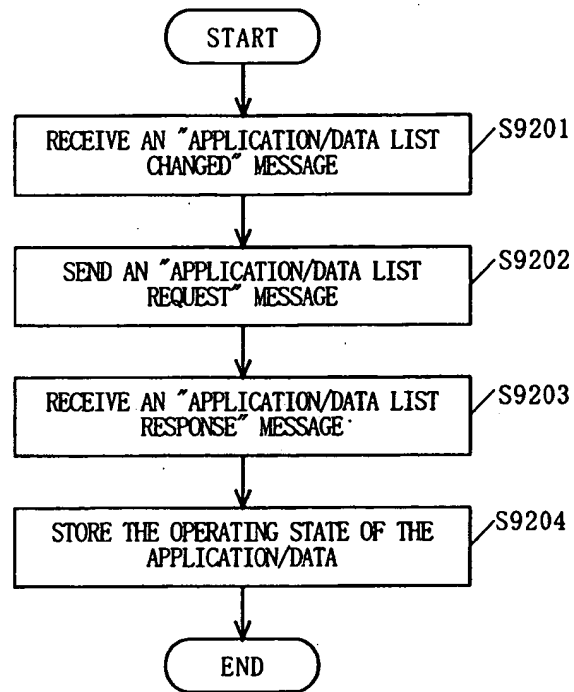 START
RECEIVE AN "APPLICATION/DATA LIST
CHANGED" MESSAGE
S9201
SEND AN "APPLICATION/DATA LIST
REQUEST" MESSAGE
S9202
RECEIVE AN "APPLICATION/DATA LIST
RESPONSE" MESSAGE
S9203
STORE THE OPERATING STATE OF THE
APPLICATION/DATA
S9204
END